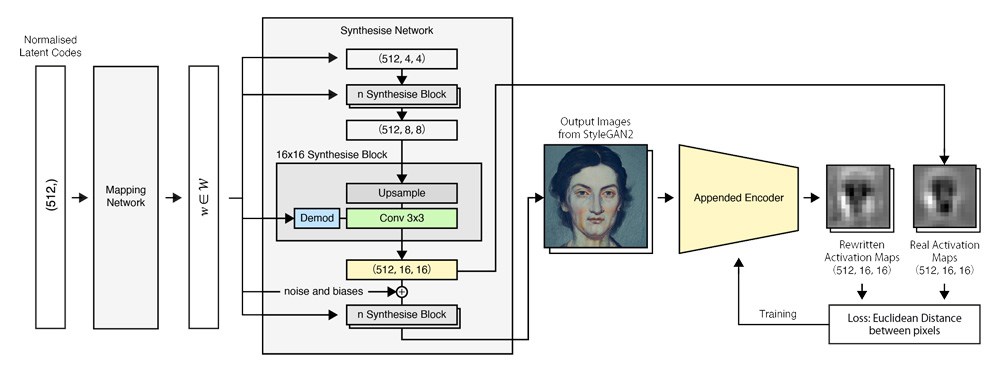 Normalised
Latent Codes
(512,)
Mapping
Network
w ∈ W
Synthesise Network
(512, 4, 4)
n Synthesise Block
(512, 8, 8)
16x16 Synthesise Block
Upsample
Demod
Conv 3x3
(512, 16, 16)
noise and biases
+
n Synthesise Block
Output Images
from StyleGAN2
Appended Encoder
Rewritten
Activation Maps
(512, 16, 16)
Real Activation
Maps
(512, 16, 16)
Training
Loss: Euclidean Distance
between pixels